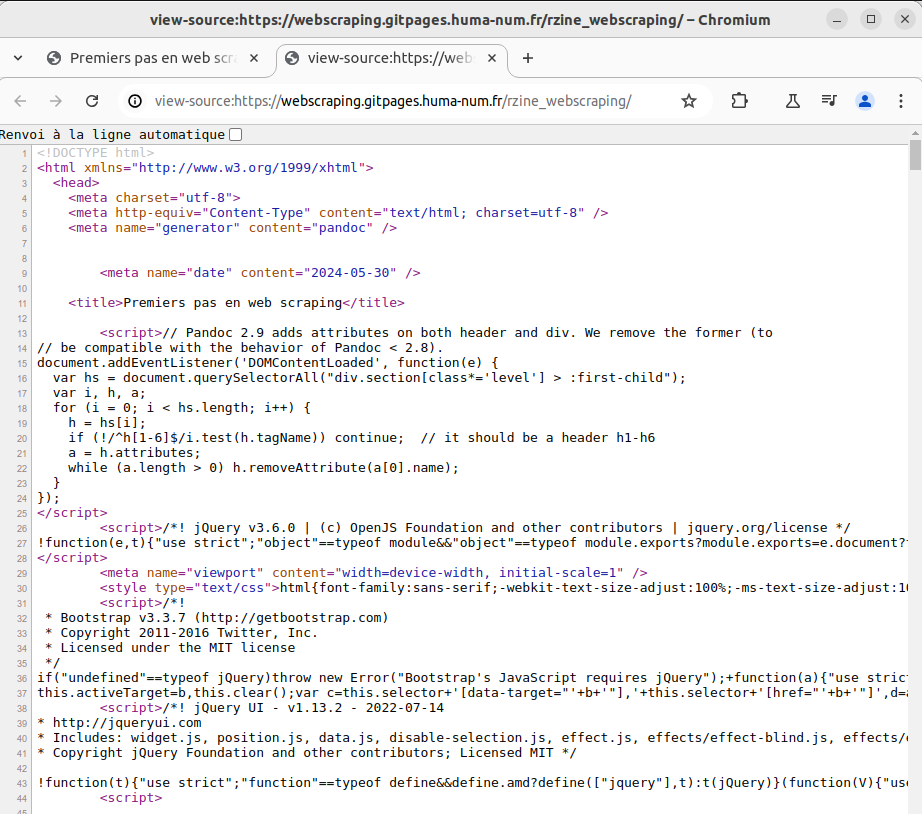 view-source:https://webscraping.gitpages.huma-num.fr/rzine_webscraping/ – Chromium
Premiers pas en web scra
view-source:https://web
view-source:https://webscraping.gitpages.huma-num.fr/rzine_webscraping/
Renvoi à la ligne automatique
1 <!DOCTYPE html>
2 <html xmlns="http://www.w3.org/1999/xhtml">
3 <head>
4 <meta charset="utf-8">
5 <meta http-equiv="Content-Type" content="text/html; charset=utf-8" />
6 <meta name="generator" content="pandoc" />
7
8
9 <meta name="date" content="2024-05-30" />
10
11 <title>Premiers pas en web scraping</title>
12
13 <script>// Pandoc 2.9 adds attributes on both header and div. We remove the former (to
14 // be compatible with the behavior of Pandoc < 2.8).
15 document.addEventListener('DOMContentLoaded', function(e) {
16 var hs = document.querySelectorAll("div.section[class*='level'] > :first-child");
17 var i, h, a;
18 for (i = 0; i < hs.length; i++) {
19 h = hs[i];
20 if (!/^h[1-6]$/i.test(h.tagName)) continue; // it should be a header h1-h6
21 a = h.attributes;
22 while (a.length > 0) h.removeAttribute(a[0].name);
23 }
24 });
25 </script>
26 <script>/*! jQuery v3.6.0 | (c) OpenJS Foundation and other contributors | jquery.org/license */
27 !function(e,t){"use strict";"object"==typeof module&&"object"==typeof module.exports?module.exports=e.document?
28 </script>
29 <meta name="viewport" content="width=device-width, initial-scale=1" />
30 <style type="text/css">html{font-family:sans-serif;-webkit-text-size-adjust:100%;-ms-text-size-adjust:10
31 <script>/*!
32 * Bootstrap v3.3.7 (http://getbootstrap.com)
33 * Copyright 2011-2016 Twitter, Inc.
34 * Licensed under the MIT license
35 */
36 if("undefined"==typeof jQuery)throw new Error("Bootstrap's JavaScript requires jQuery");+function(a){"use stric
37 this.activeTarget=b,this.clear();var c=this.selector+'[data-target="'+b+'"],'+this.selector+'[href="'+b+'"]',d=a
38 <script>/*! jQuery UI - v1.13.2 - 2022-07-14
39 * http://jqueryui.com
40 * Includes: widget.js, position.js, data.js, disable-selection.js, effect.js, effects/effect-blind.js, effects/e
41 * Copyright jQuery Foundation and other contributors; Licensed MIT */
42
43 !function(t){"use strict";"function"==typeof define&&define.amd?define(["jquery"],t):t(jQuery)}(function(V){"use
44 <script>
45